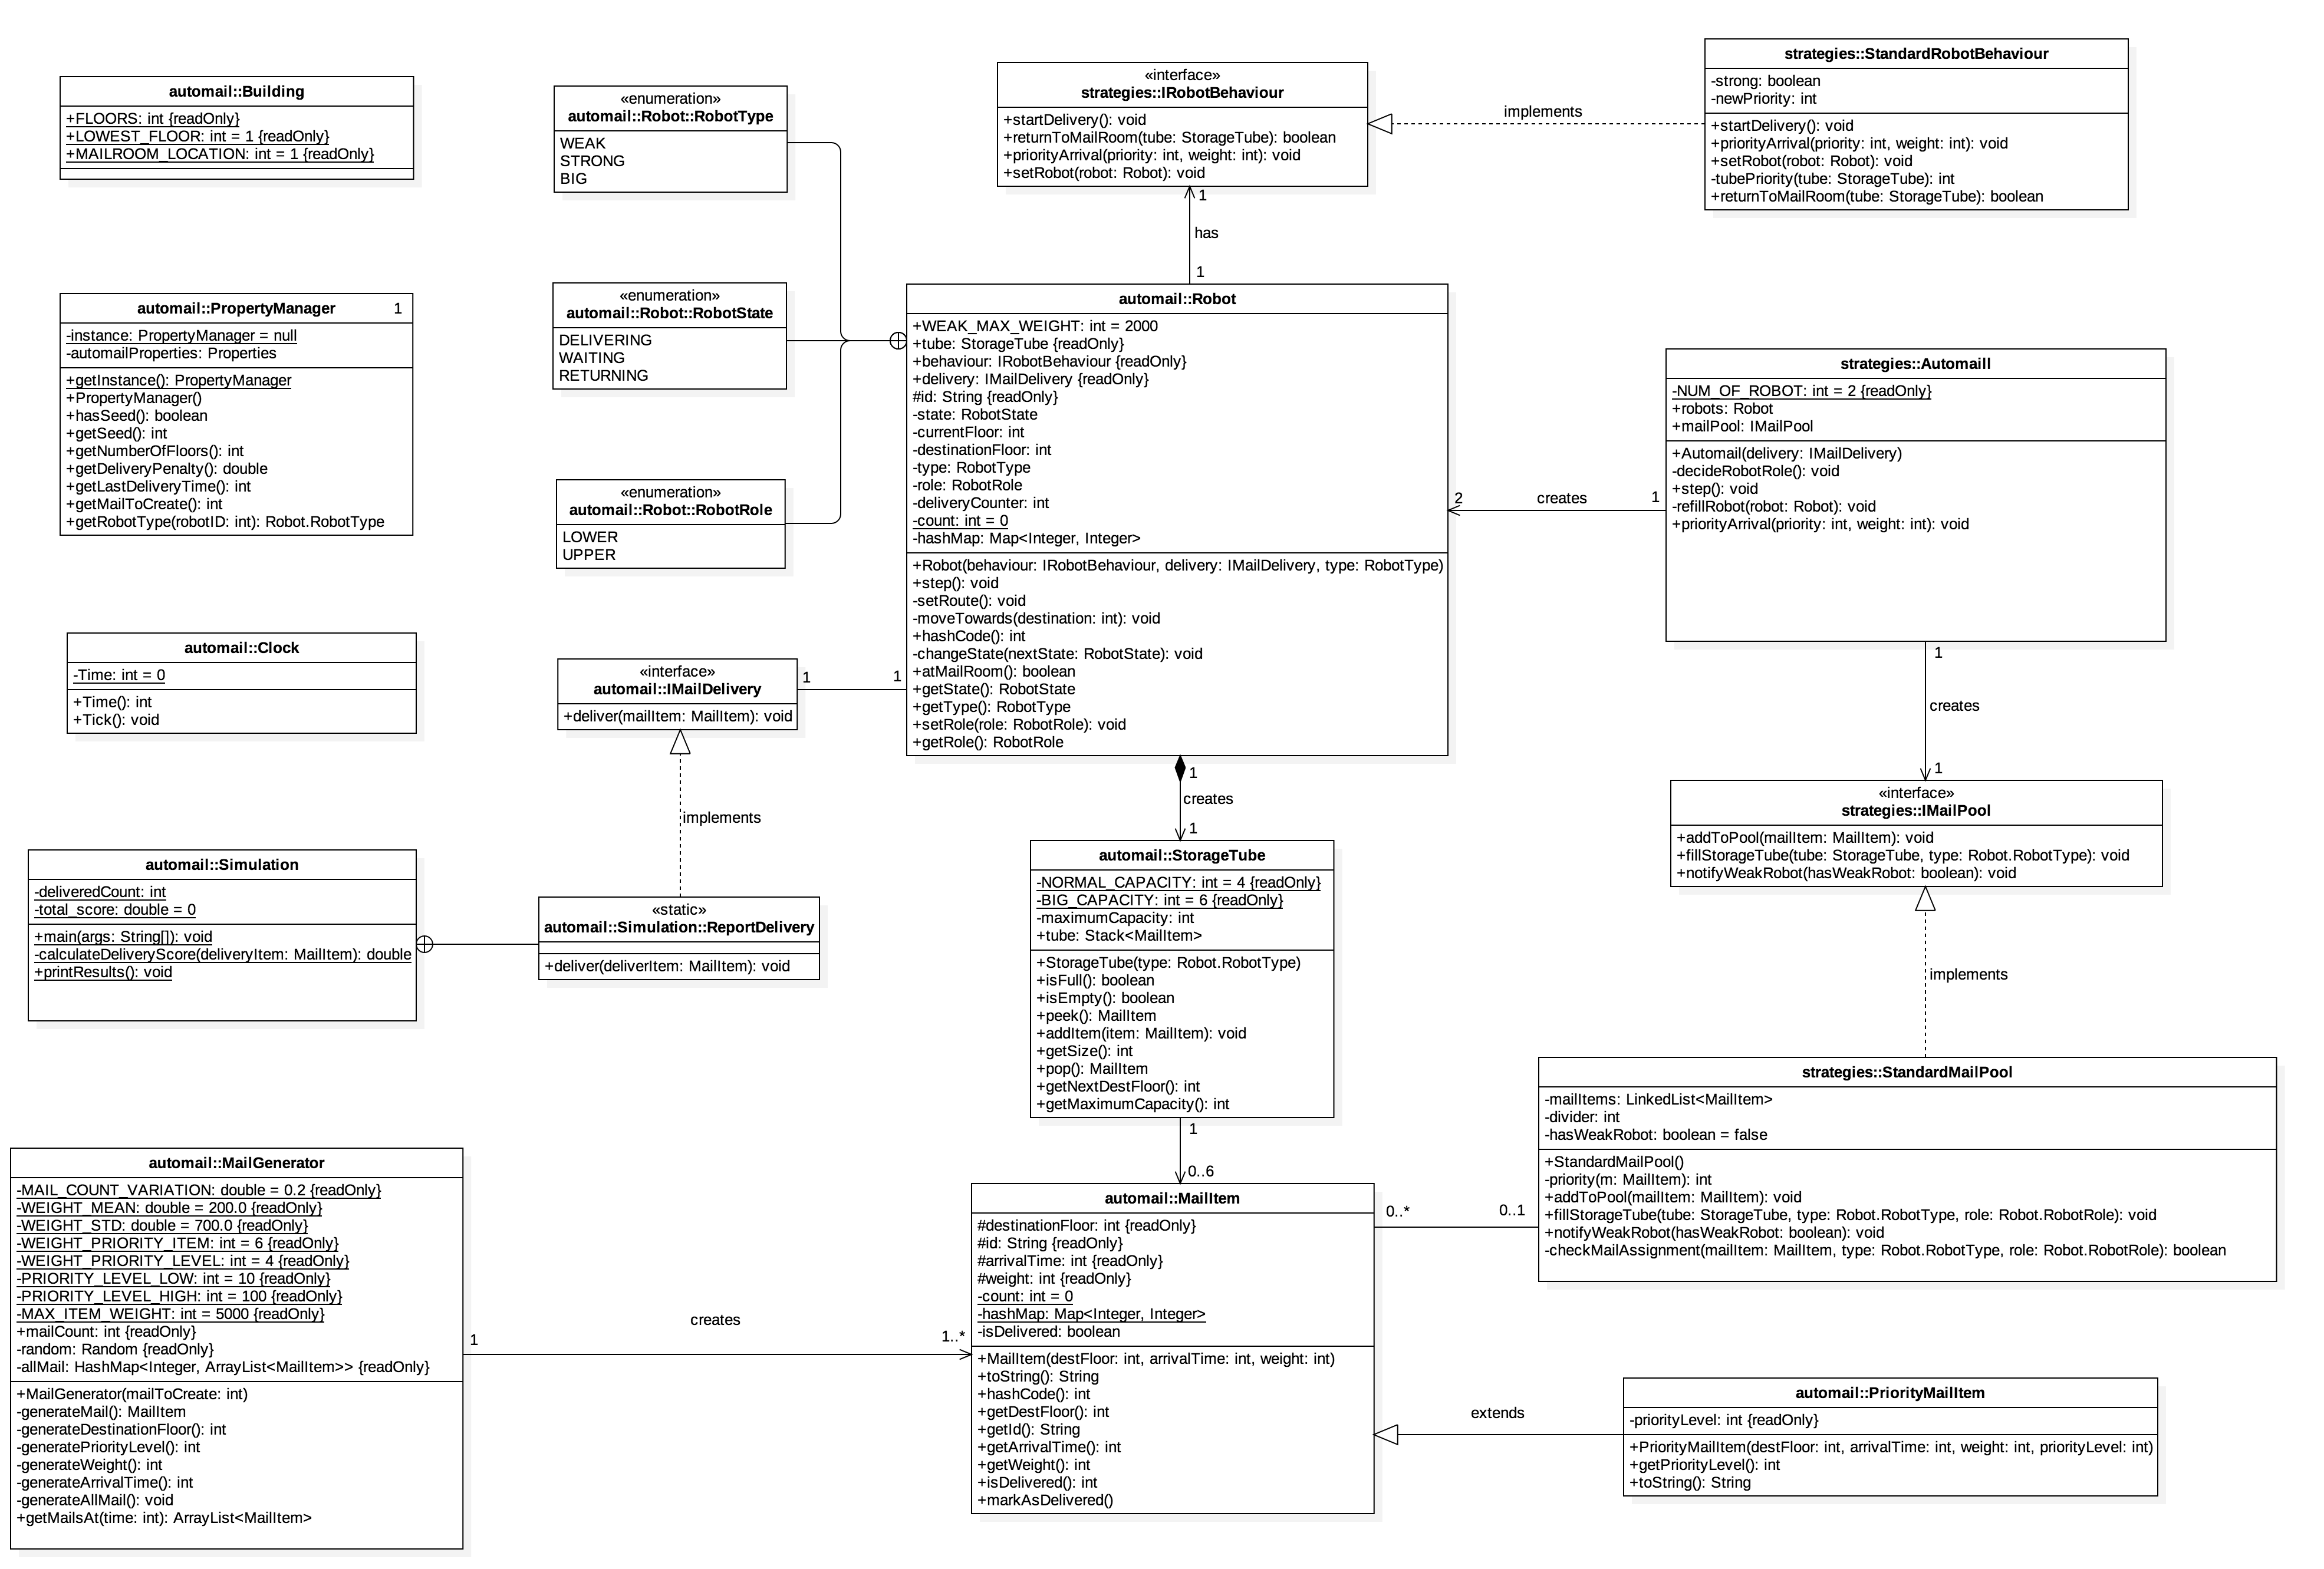 automail::Building
+FLOORS: int {readOnly}
+LOWEST_FLOOR: int = 1 {readOnly}
+MAILROOM_LOCATION: int = 1 {readOnly}
«enumeration»
automail::Robot::RobotType
WEAK
STRONG
BIG
«interface»
strategies::IRobotBehaviour
+startDelivery(): void
+returnToMailRoom(tube: StorageTube): boolean
+priorityArrival(priority: int, weight: int): void
+setRobot(robot: Robot): void
implements
strategies::StandardRobotBehaviour
-strong: boolean
-newPriority: int
+startDelivery(): void
+priorityArrival(priority: int, weight: int): void
+setRobot(robot: Robot): void
-tubePriority(tube: StorageTube): int
+returnToMailRoom(tube: StorageTube): boolean
1
has
1
automail::PropertyManager 1
-instance: PropertyManager = null
-automailProperties: Properties
+getInstance(): PropertyManager
+PropertyManager()
+hasSeed(): boolean
+getSeed(): int
+getNumberOfFloors(): int
+getDeliveryPenalty(): double
+getLastDeliveryTime(): int
+getMailToCreate(): int
+getRobotType(robotID: int): Robot.RobotType
«enumeration»
automail::Robot::RobotState
DELIVERING
WAITING
RETURNING
«enumeration»
automail::Robot::RobotRole
LOWER
UPPER
automail::Robot
+WEAK_MAX_WEIGHT: int = 2000
+tube: StorageTube {readOnly}
+behaviour: IRobotBehaviour {readOnly}
+delivery: IMailDelivery {readOnly}
#id: String {readOnly}
-state: RobotState
-currentFloor: int
-destinationFloor: int
-type: RobotType
-role: RobotRole
-deliveryCounter: int
-count: int = 0
-hashMap: Map<Integer, Integer>
+Robot(behaviour: IRobotBehaviour, delivery: IMailDelivery, type: RobotType)
+step(): void
-setRoute(): void
-moveTowards(destination: int): void
+hashCode(): int
-changeState(nextState: RobotState): void
+atMailRoom(): boolean
+getState(): RobotState
+getType(): RobotType
+setRole(role: RobotRole): void
+getRole(): RobotRole
2
creates
1
strategies::Automaill
-NUM_OF_ROBOT: int = 2 {readOnly}
+robots: Robot
+mailPool: IMailPool
+Automail(delivery: IMailDelivery)
-decideRobotRole(): void
+step(): void
-refillRobot(robot: Robot): void
+priorityArrival(priority: int, weight: int): void
1
creates
1
automail::Clock
-Time: int = 0
+Time(): int
+Tick(): void
«interface»
automail::IMailDelivery
+deliver(mailItem: MailItem): void
1
1
implements
1
creates
1
«interface»
strategies::IMailPool
+addToPool(mailItem: MailItem): void
+fillStorageTube(tube: StorageTube, type: Robot.RobotType): void
+notifyWeakRobot(hasWeakRobot: boolean): void
implements
automail::Simulation
-deliveredCount: int
-total_score: double = 0
+main(args: String[]): void
-calculateDeliveryScore(deliveryItem: MailItem): double
+printResults(): void
«static»
automail::Simulation::ReportDelivery
+deliver(deliverItem: MailItem): void
automail::StorageTube
-NORMAL_CAPACITY: int = 4 {readOnly}
-BIG_CAPACITY: int = 6 {readOnly}
-maximumCapacity: int
+tube: Stack<MailItem>
+StorageTube(type: Robot.RobotType)
+isFull(): boolean
+isEmpty(): boolean
+peek(): MailItem
+addItem(item: MailItem): void
+getSize(): int
+pop(): MailItem
+getNextDestFloor(): int
+getMaximumCapacity(): int
1
0..6
strategies::StandardMailPool
-mailItems: LinkedList<MailItem>
-divider: int
-hasWeakRobot: boolean = false
+StandardMailPool()
-priority(m: MailItem): int
+addToPool(mailItem: MailItem): void
+fillStorageTube(tube: StorageTube, type: Robot.RobotType, role: Robot.RobotRole): void
+notifyWeakRobot(hasWeakRobot: boolean): void
-checkMailAssignment(mailItem: MailItem, type: Robot.RobotType, role: Robot.RobotRole): boolean
0..*
0..1
automail::MailGenerator
-MAIL_COUNT_VARIATION: double = 0.2 {readOnly}
-WEIGHT_MEAN: double = 200.0 {readOnly}
-WEIGHT_STD: double = 700.0 {readOnly}
-WEIGHT_PRIORITY_ITEM: int = 6 {readOnly}
-WEIGHT_PRIORITY_LEVEL: int = 4 {readOnly}
-PRIORITY_LEVEL_LOW: int = 10 {readOnly}
-PRIORITY_LEVEL_HIGH: int = 100 {readOnly}
-MAX_ITEM_WEIGHT: int = 5000 {readOnly}
+mailCount: int {readOnly}
-random: Random {readOnly}
-allMail: HashMap<Integer, ArrayList<MailItem>> {readOnly}
+MailGenerator(mailToCreate: int)
-generateMail(): MailItem
-generateDestinationFloor(): int
-generatePriorityLevel(): int
-generateWeight(): int
-generateArrivalTime(): int
-generateAllMail(): void
+getMailsAt(time: int): ArrayList<MailItem>
1
creates
1..*
automail::MailItem
#destinationFloor: int {readOnly}
#id: String {readOnly}
#arrivalTime: int {readOnly}
#weight: int {readOnly}
-count: int = 0
-hashMap: Map<Integer, Integer>
-isDelivered: boolean
+MailItem(destFloor: int, arrivalTime: int, weight: int)
+toString(): String
+hashCode(): int
+getDestFloor(): int
+getId(): String
+getArrivalTime(): int
+getWeight(): int
+isDelivered(): int
+markAsDelivered()
extends
automail::PriorityMailItem
-priorityLevel: int {readOnly}
+PriorityMailItem(destFloor: int, arrivalTime: int, weight: int, priorityLevel: int)
+getPriorityLevel(): int
+toString(): String